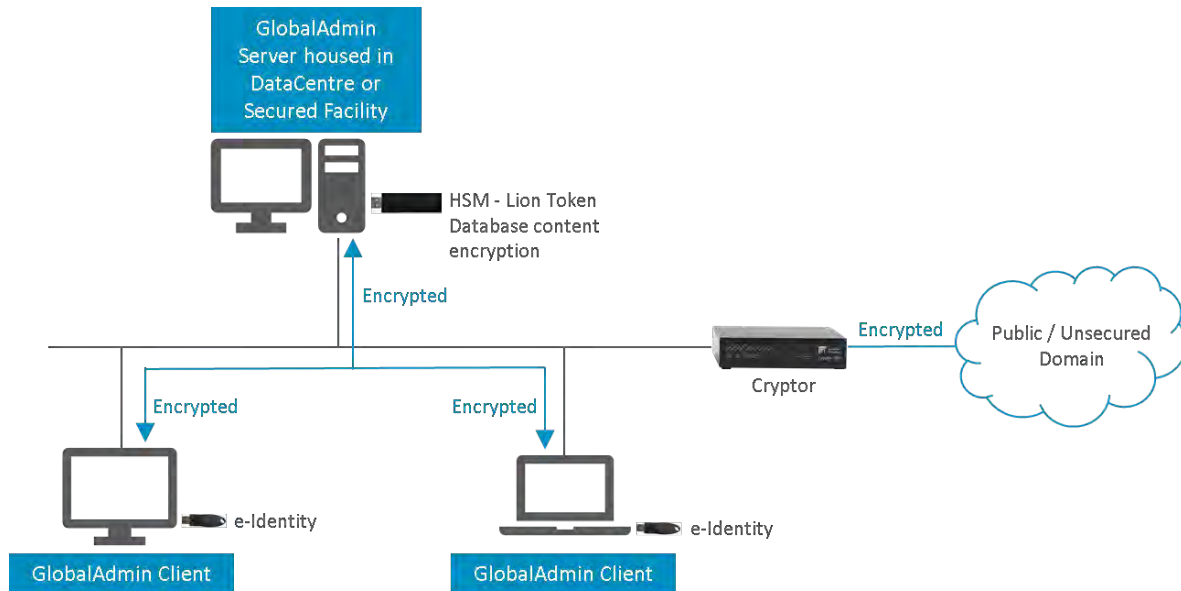 GlobalAdmin
Server housed in
DataCentre or
Secured Facility
HSM - Lion Token
Database content
encryption
Encrypted
Encrypted
Public / Unsecured
Domain
Cryptor
Encrypted
Encrypted
e-Identity
e-Identity
GlobalAdmin Client
GlobalAdmin Client